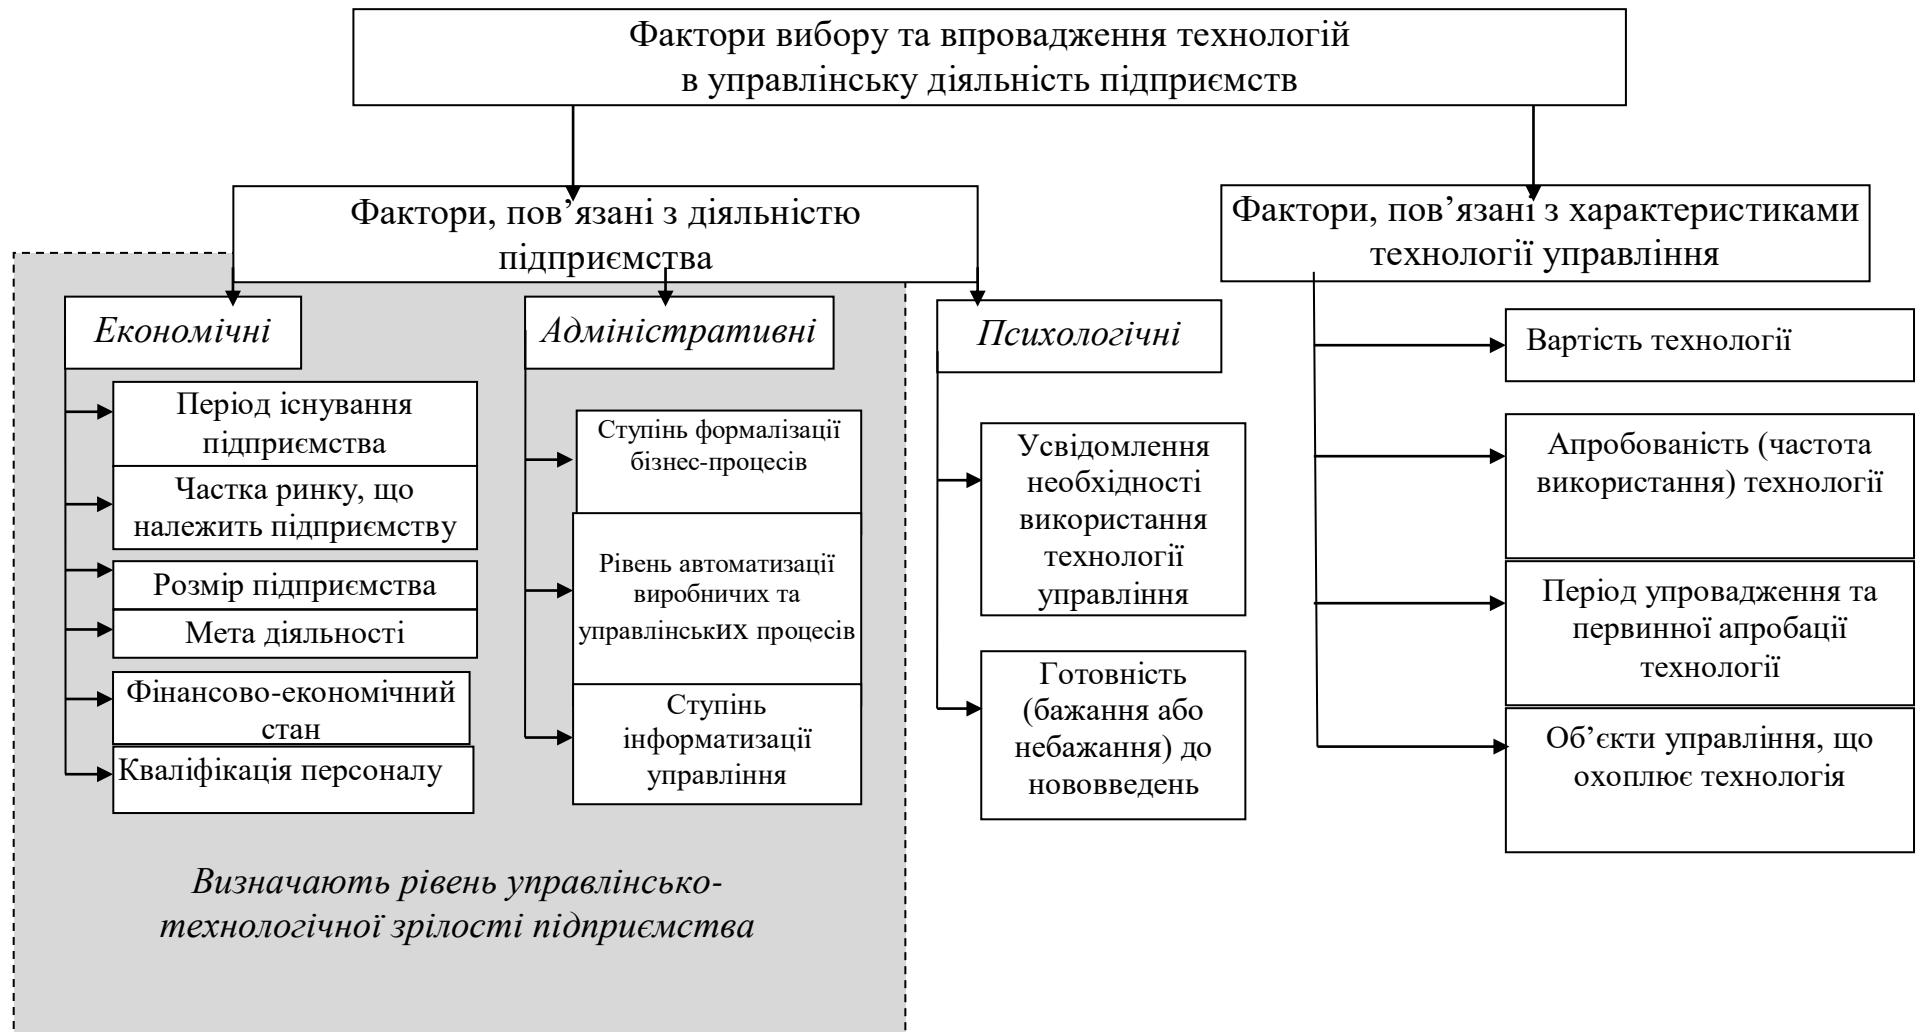 Фактори вибору та впровадження технологій
в управлінську діяльність підприємств
Фактори, пов’язані з діяльністю
підприємства
Фактори, пов’язані з характеристиками
технології управління
Економічні
Період існування
підприємства
Частка ринку, що
належить підприємству
Розмір підприємства
Мета діяльності
Фінансово-економічний
стан
Кваліфікація персоналу
Адміністративні
Ступінь формалізації
бізнес-процесів
Рівень автоматизації
виробничих та
управлінських процесів
Ступінь
інформатизації
управління
Психологічні
Усвідомлення
необхідності
використання
технології
управління
Готовність
(бажання або
небажання) до
нововведень
Вартість технології
Апробованість (частота
використання) технології
Період упровадження та
первинної апробації
технології
Об’єкти управління, що
охоплює технологія
Визначають рівень управлінсько-
технологічної зрілості підприємства